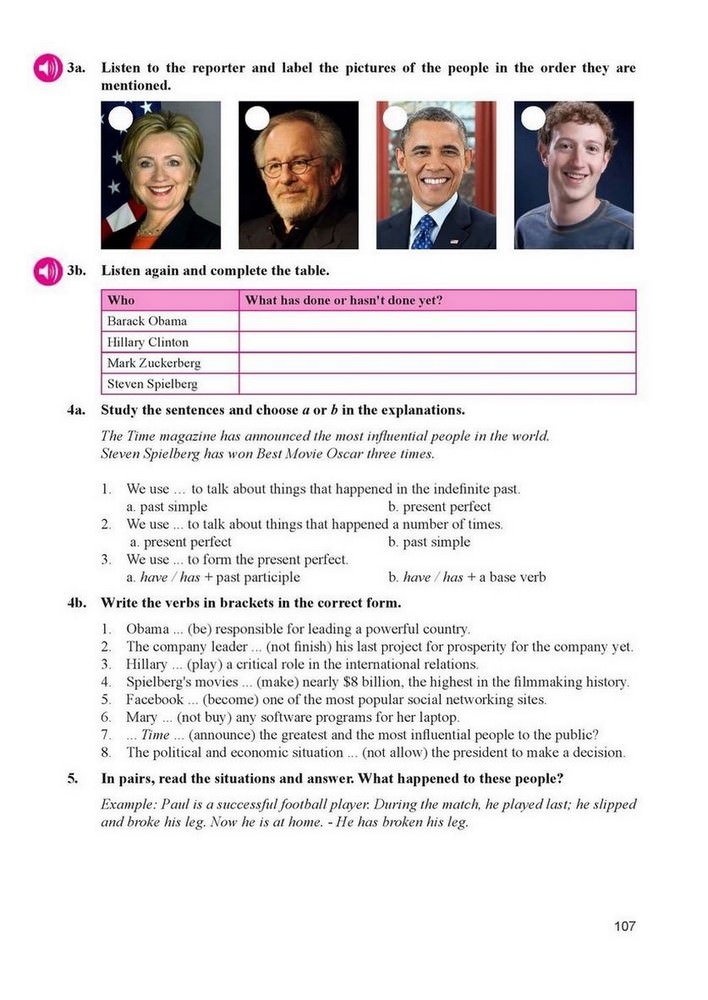 3a. Listen to the reporter and label the pictures of the people in the order they are
mentioned.
3b. Listen again and complete the table.
Who What has done or hasn't done yet?
Barack Obama
Hillary Clinton
Mark Zuckerberg
Steven Spielberg
4a. Study the sentences and choose a or b in the explanations.
The Time magazine has announced the most influential people in the world.
Steven Spielberg has won Best Movie Oscar three times.
1. We use … to talk about things that happened in the indefinite past.
a. past simple b. present perfect
2. We use ... to talk about things that happened a number of times.
a. present perfect b. past simple
3. We use ... to form the present perfect.
a. have / has + past participle b. have / has + a base verb
4b. Write the verbs in brackets in the correct form.
1. Obama ... (be) responsible for leading a powerful country.
2. The company leader ... (not finish) his last project for prosperity for the company yet.
3. Hillary ... (play) a critical role in the international relations.
4. Spielberg's movies ... (make) nearly $8 billion, the highest in the filmmaking history.
5. Facebook ... (become) one of the most popular social networking sites.
6. Mary ... (not buy) any software programs for her laptop.
7. ... Time ... (announce) the greatest and the most influential people to the public?
8. The political and economic situation ... (not allow) the president to make a decision.
5. In pairs, read the situations and answer. What happened to these people?
Example: Paul is a successful football player. During the match, he played last; he slipped
and broke his leg. Now he is at home. - He has broken his leg.
107